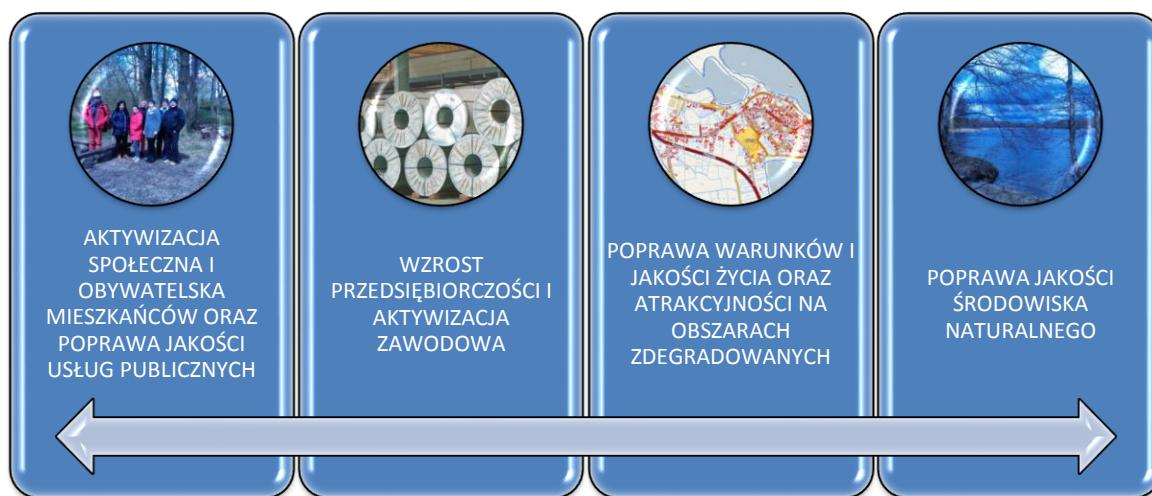 AKTYWIZACJA
SPOŁECZNA I
OBYWATELSKA
MIESZKAŃCÓW ORAZ
POPRAWA JAKOŚCI
USŁUG PUBLICZNYCH
WZROST
PRZEDSIĘBIORCZOŚCI I
AKTYWIZACJA
ZAWODOWA
POPRAWA WARUNKÓW I
JAKOŚCI ŻYCIA ORAZ
ATRAKCYJNOŚCI NA
OBSZARACH
ZDEGRADOWANYCH
POPRAWA JAKOŚCI
ŚRODOWISKA
NATURALNEGO